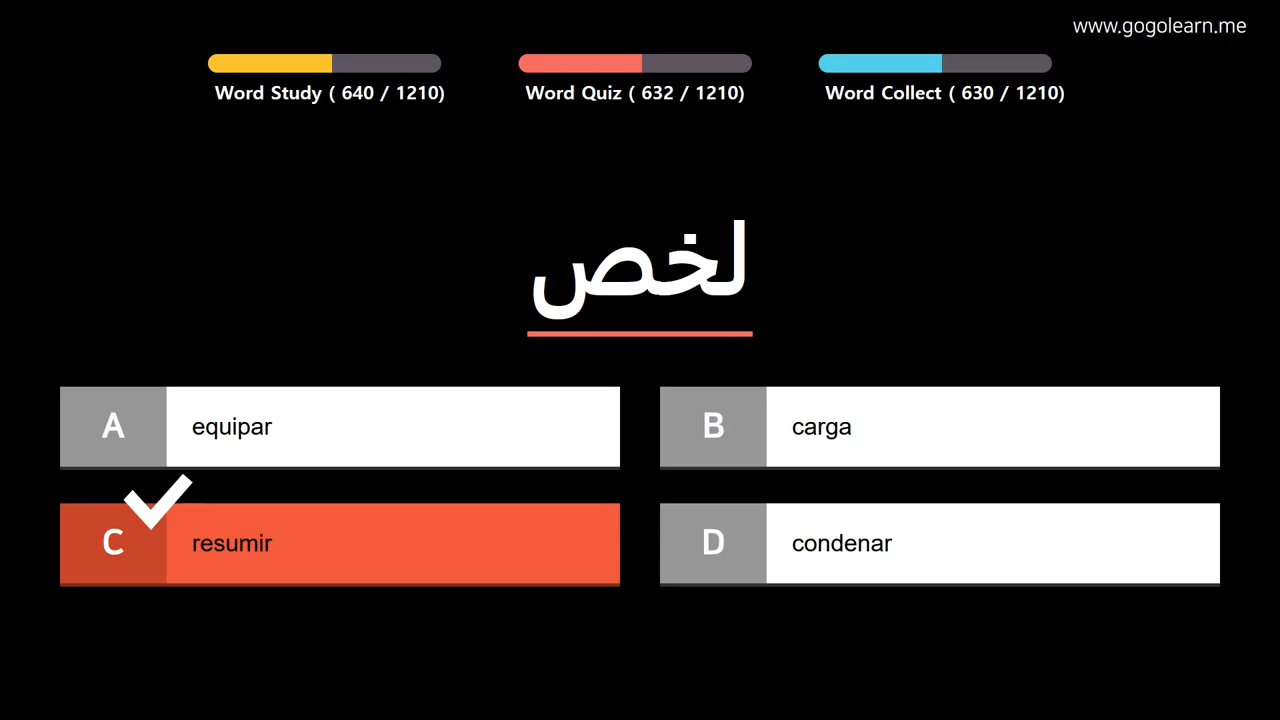 www.gogolearn.me
Word Study ( 640 / 1210)
Word Quiz ( 632 / 1210)
Word Collect ( 630 / 1210)
لخص
A equipar
B carga
C resumir
D condenar